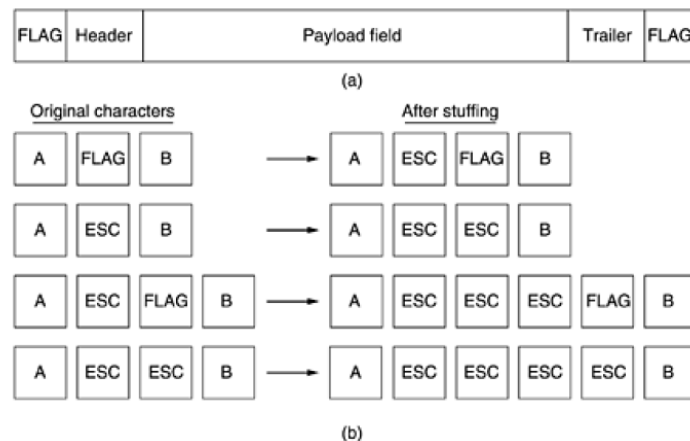 FLAG Header Payload field Trailer FLAG
(a)
Original characters After stuffing
A FLAG B A ESC FLAG B
A ESC B A ESC ESC B
A ESC FLAG B A ESC ESC ESC FLAG B
A ESC ESC B A ESC ESC ESC ESC B
(b)